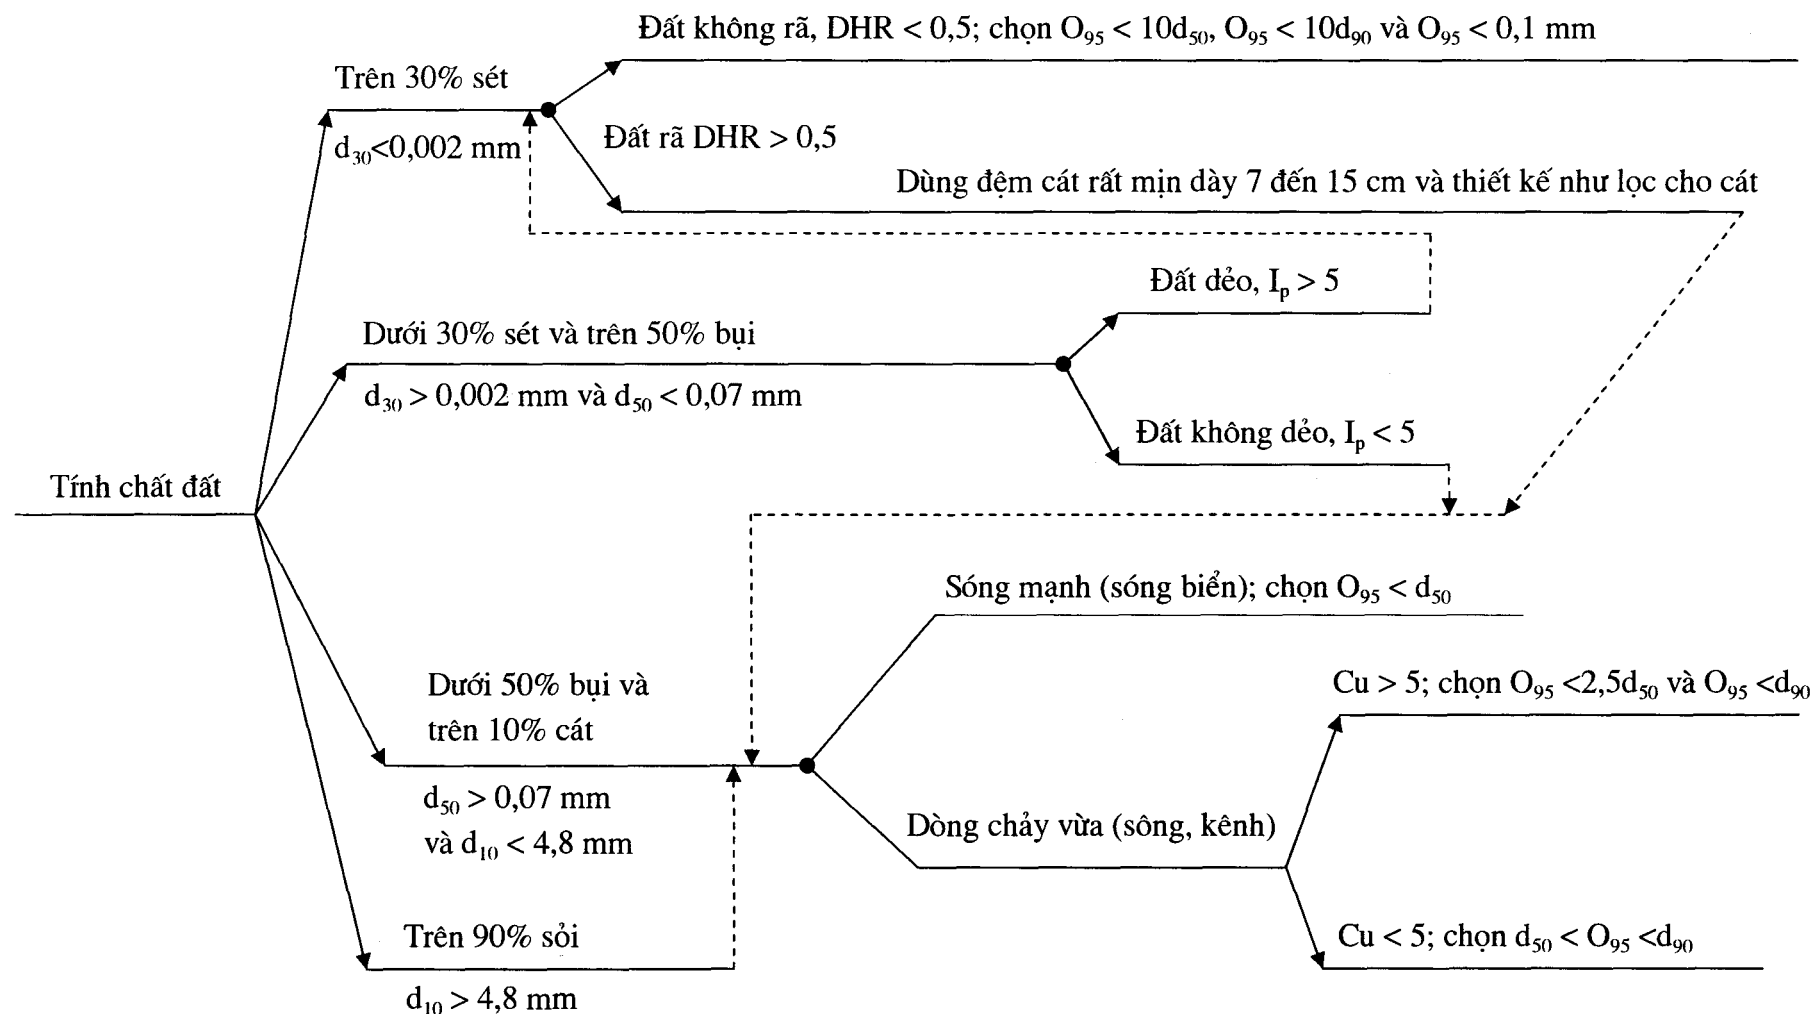 Đất không rã, DHR < 0,5; chọn O₉₅ < 10d₅₀, O₉₅ < 10d₉₀ và O₉₅ < 0,1 mm
Trên 30% sét
d₃₀<0,002 mm
Đất rã DHR > 0,5
Dùng đệm cát rất mịn dày 7 đến 15 cm và thiết kế như lọc cho cát
Đất dẻo, Iₚ > 5
Dưới 30% sét và trên 50% bụi
d₃₀ > 0,002 mm và d₅₀ < 0,07 mm
Đất không dẻo, Iₚ < 5
Tính chất đất
Sóng mạnh (sóng biển); chọn O₉₅ < d₅₀
Dưới 50% bụi và
trên 10% cát
d₅₀ > 0,07 mm
và d₁₀ < 4,8 mm
Cu > 5; chọn O₉₅ <2,5d₅₀ và O₉₅ <d₉₀
Dòng chảy vừa (sông, kênh)
Cu < 5; chọn d₅₀ < O₉₅ <d₉₀
Trên 90% sỏi
d₁₀ > 4,8 mm